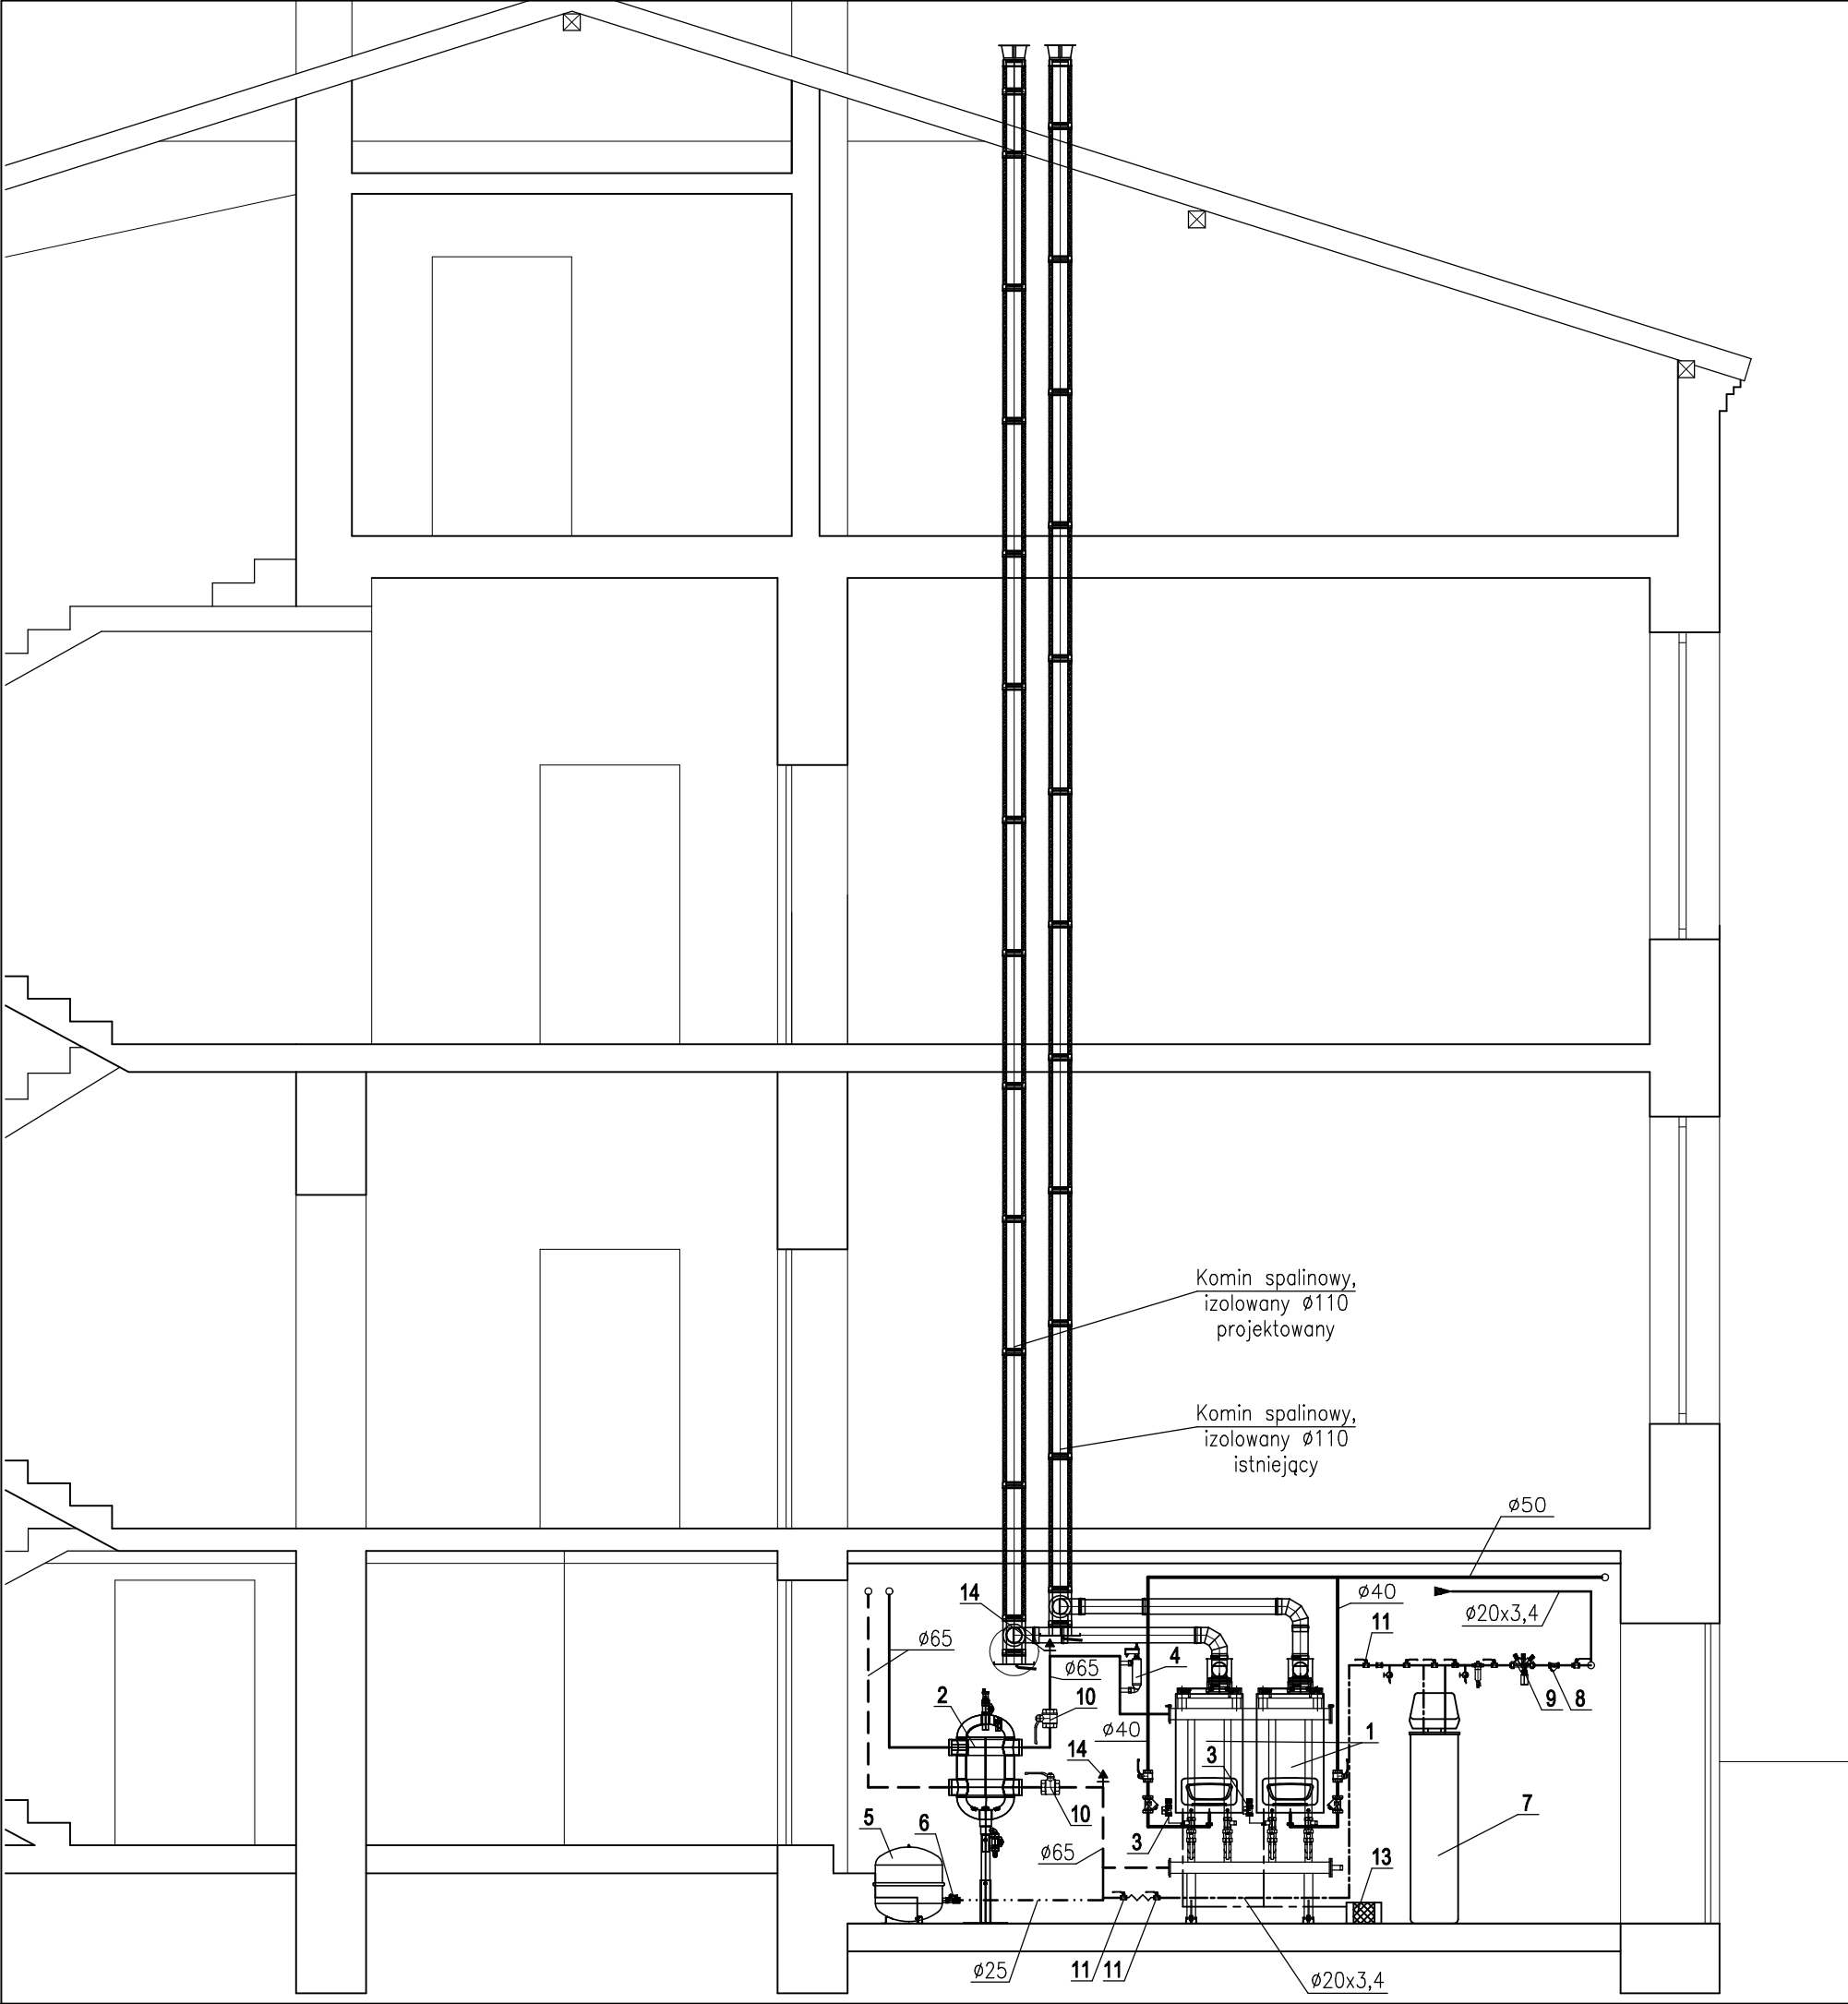 Komin spalinowy,
izolowany ø110
projektowany
Komin spalinowy,
izolowany ø110
istniejący
ø50
14
ø40
ø20x3,4
11
ø65
ø65
4
2
10
9
8
ø40
1
14
3
10
7
5
6
3
ø65
13
ø25
11
11
ø20x3,4